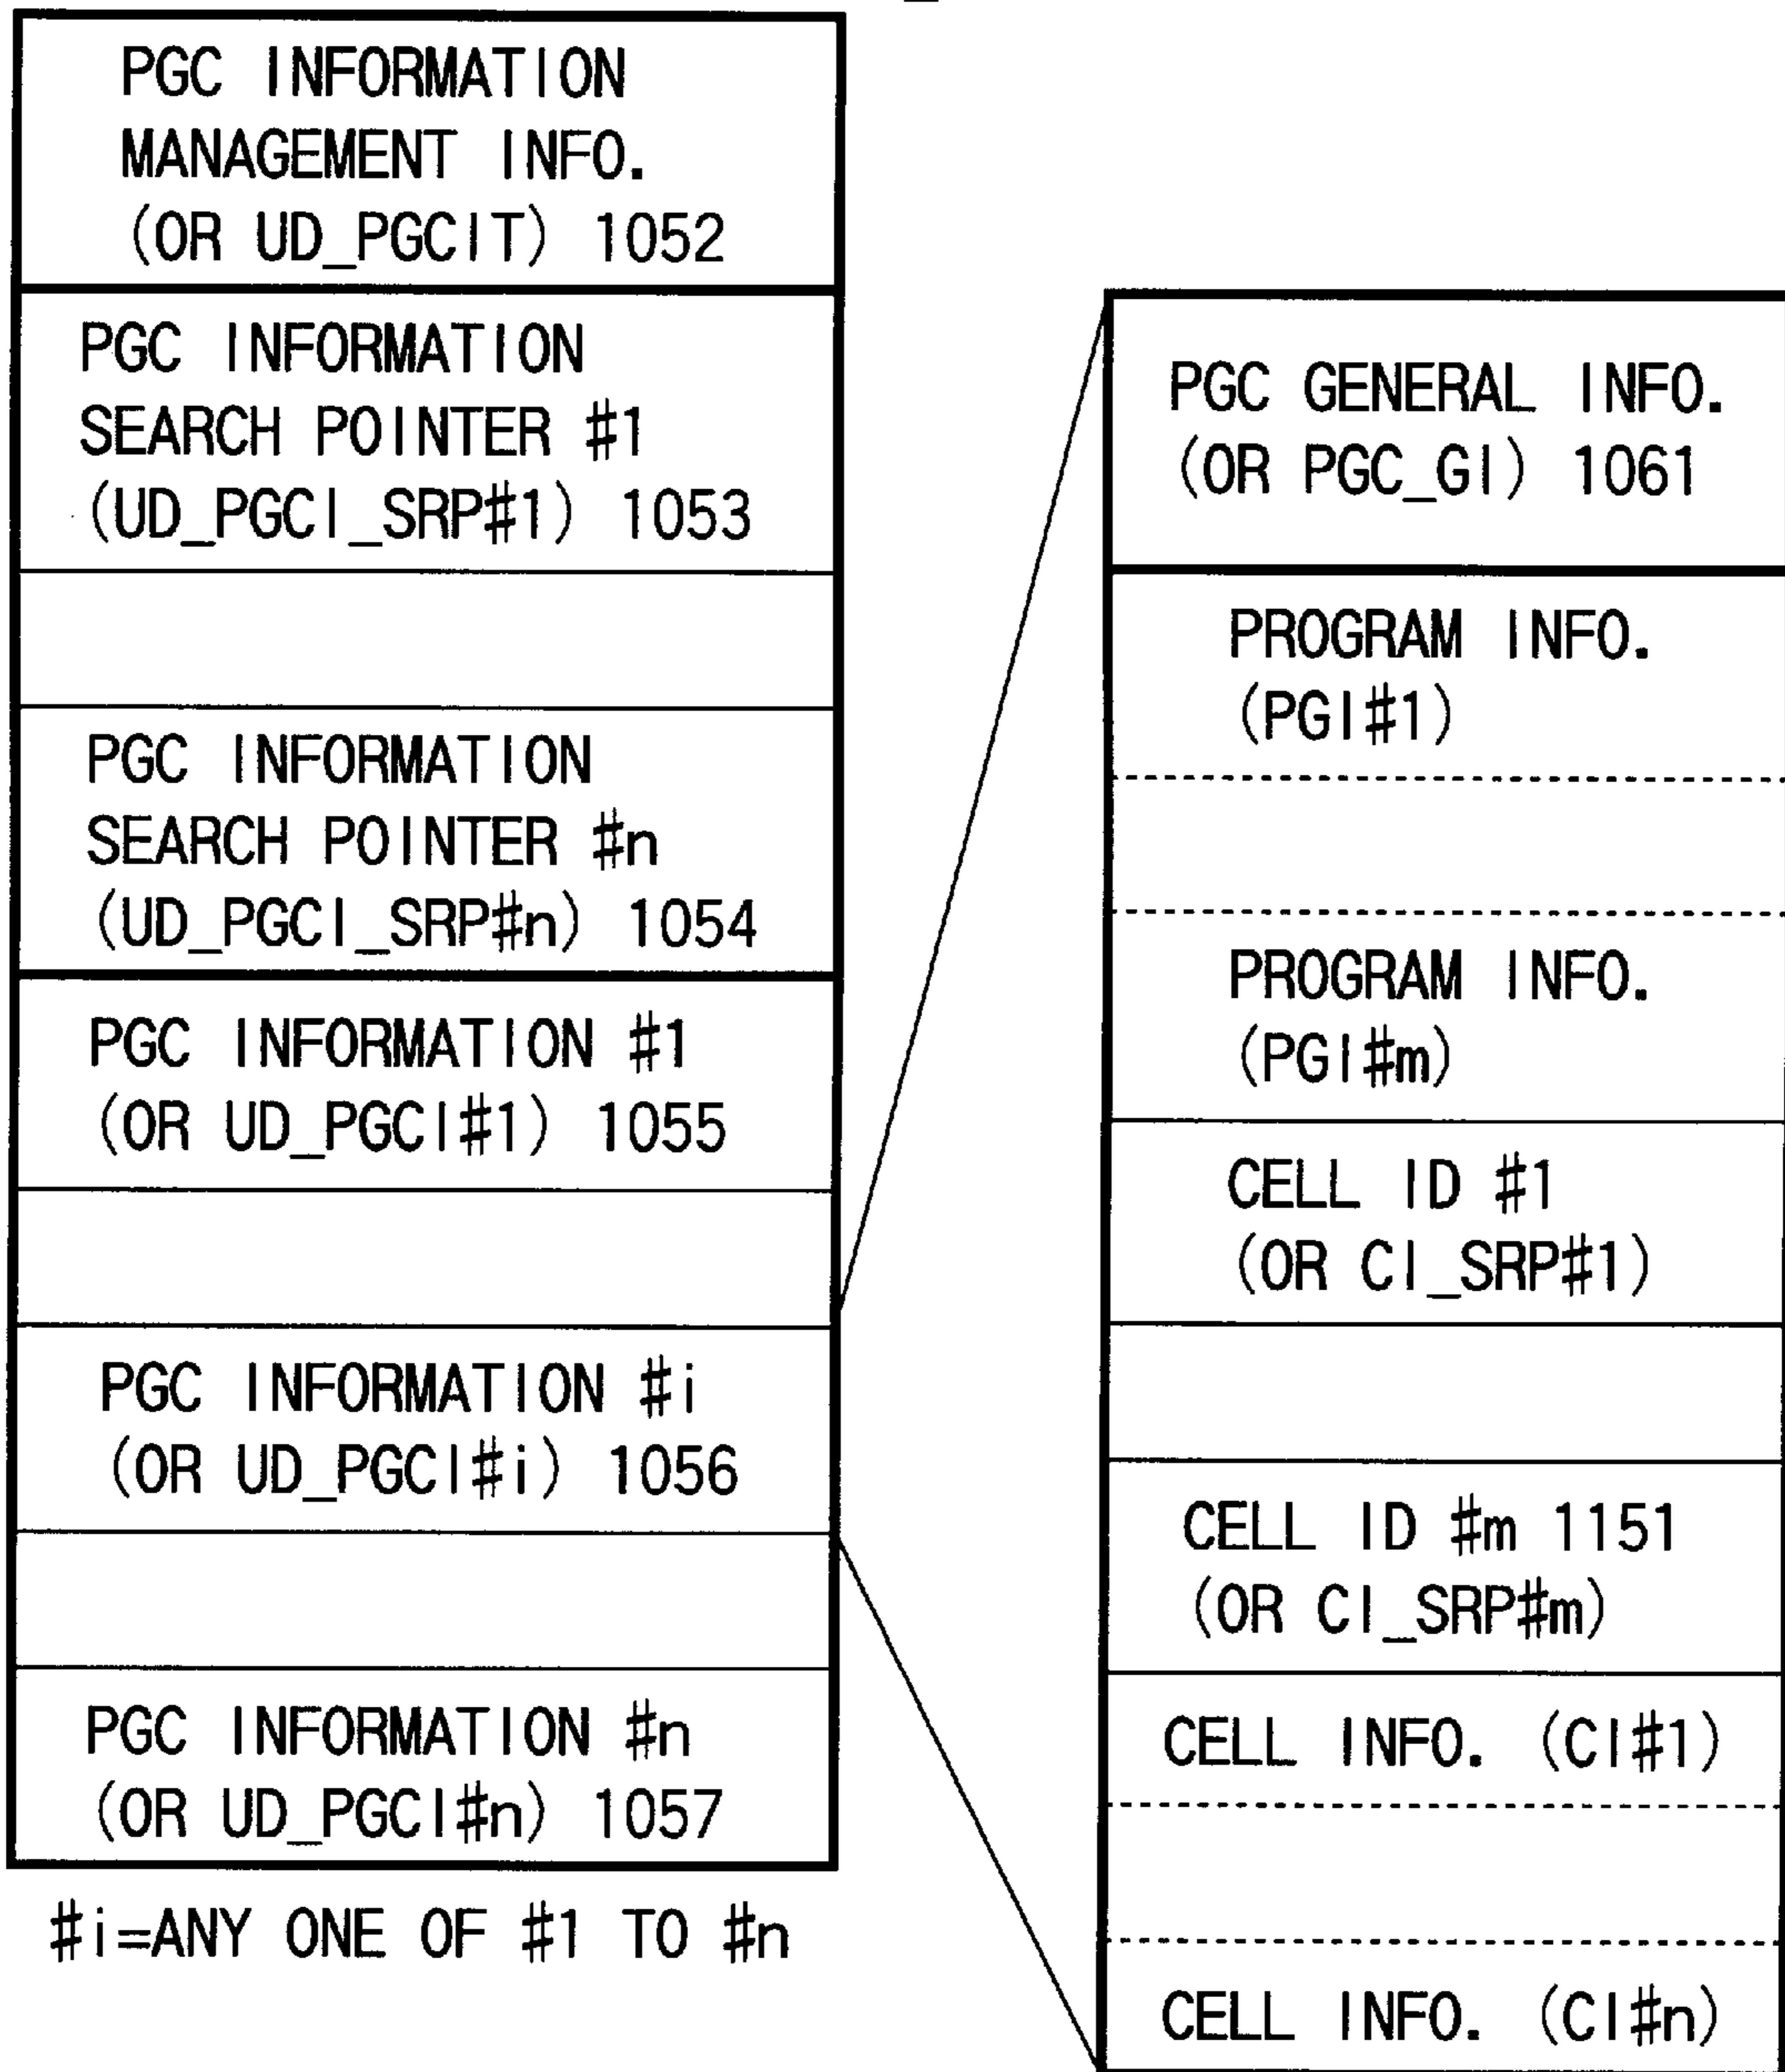 PGC INFORMATION
MANAGEMENT INFO.
(OR UD_PGCIT) 1052
PGC INFORMATION
SEARCH POINTER #1
(UD_PGCI_SRP#1) 1053
PGC INFORMATION
SEARCH POINTER #n
(UD_PGCI_SRP#n) 1054
PGC INFORMATION #1
(OR UD_PGCI#1) 1055
PGC INFORMATION #i
(OR UD_PGCI#i) 1056
PGC INFORMATION #n
(OR UD_PGCI#n) 1057
#i=ANY ONE OF #1 TO #n
PGC GENERAL INFO.
(OR PGC_GI) 1061
PROGRAM INFO.
(PGI#1)
PROGRAM INFO.
(PGI#m)
CELL ID #1
(OR CI_SRP#1)
CELL ID #m 1151
(OR CI_SRP#m)
CELL INFO. (CI#1)
CELL INFO. (CI#n)